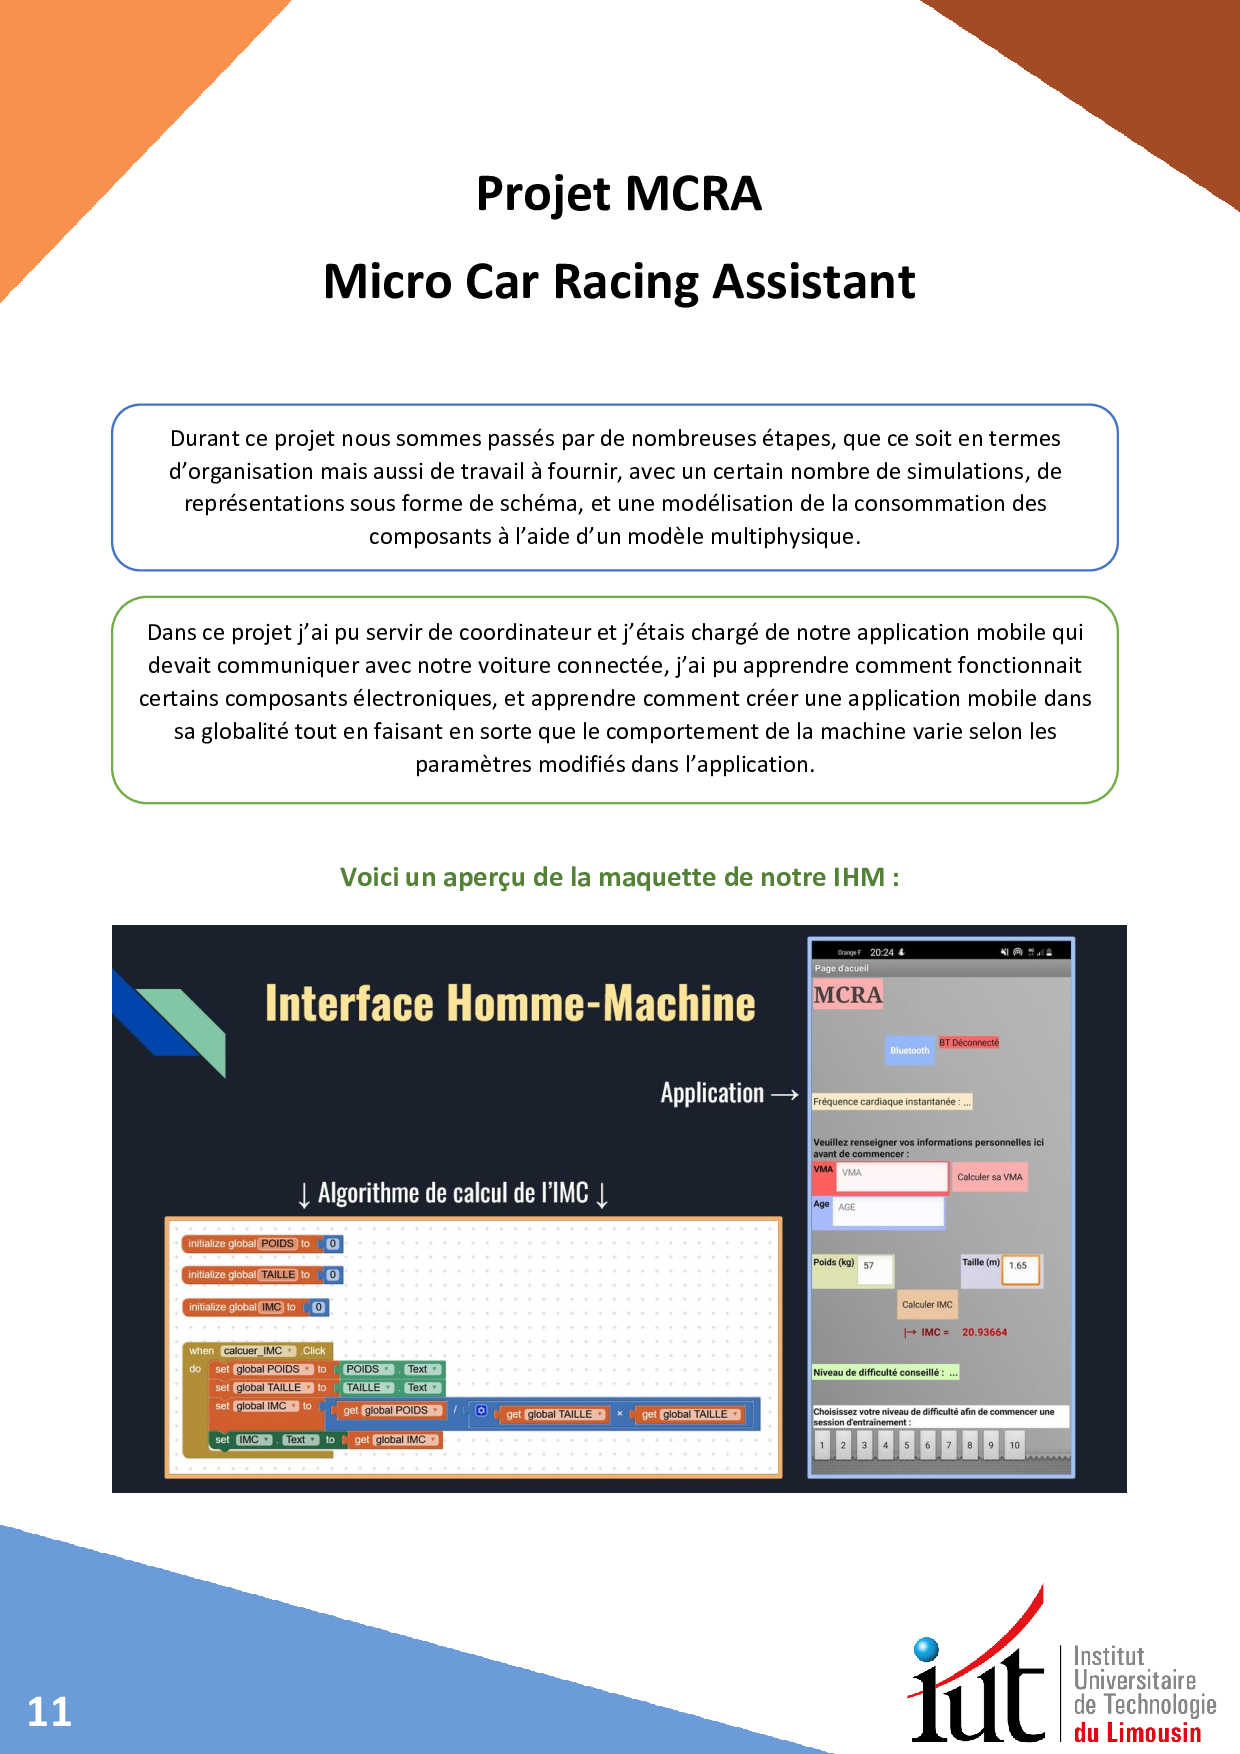 Projet MCRA
Micro Car Racing Assistant
Durant ce projet nous sommes passés par de nombreuses étapes, que ce soit en termes
d’organisation mais aussi de travail à fournir, avec un certain nombre de simulations, de
représentations sous forme de schéma, et une modélisation de la consommation des
composants à l’aide d’un modèle multiphysique.
Dans ce projet j’ai pu servir de coordinateur et j’étais chargé de notre application mobile qui
devait communiquer avec notre voiture connectée, j’ai pu apprendre comment fonctionnait
certains composants électroniques, et apprendre comment créer une application mobile dans
sa globalité tout en faisant en sorte que le comportement de la machine varie selon les
paramètres modifiés dans l’application.
Voici un aperçu de la maquette de notre IHM :
Interface Homme-Machine
Application →
↓ Algorithme de calcul de l’IMC ↓
initialize global POIDS to 0
initialize global TAILLE to 0
initialize global IMC to 0
when calcuer_IMC .Click
do set global POIDS to POIDS . Text
set global TAILLE to TAILLE . Text
set global IMC to get global POIDS / get global TAILLE × get global TAILLE
set IMC . Text to get global IMC
Orange F 20:24
Page d'acueil
MCRA
Bluetooth BT Déconnecté
Fréquence cardiaque instantanée : ...
Veuillez renseigner vos informations personnelles ici
avant de commencer :
VMA VMA Calculer sa VMA
Age AGE
Poids (kg) 57 Taille (m) 1.65
Calculer IMC
|→ IMC = 20.93664
Niveau de difficulté conseillé : ...
Choisissez votre niveau de difficulté afin de commencer une
session d'entraînement :
1 2 3 4 5 6 7 8 9 10
11
iut
Institut
Universitaire
de Technologie
du Limousin